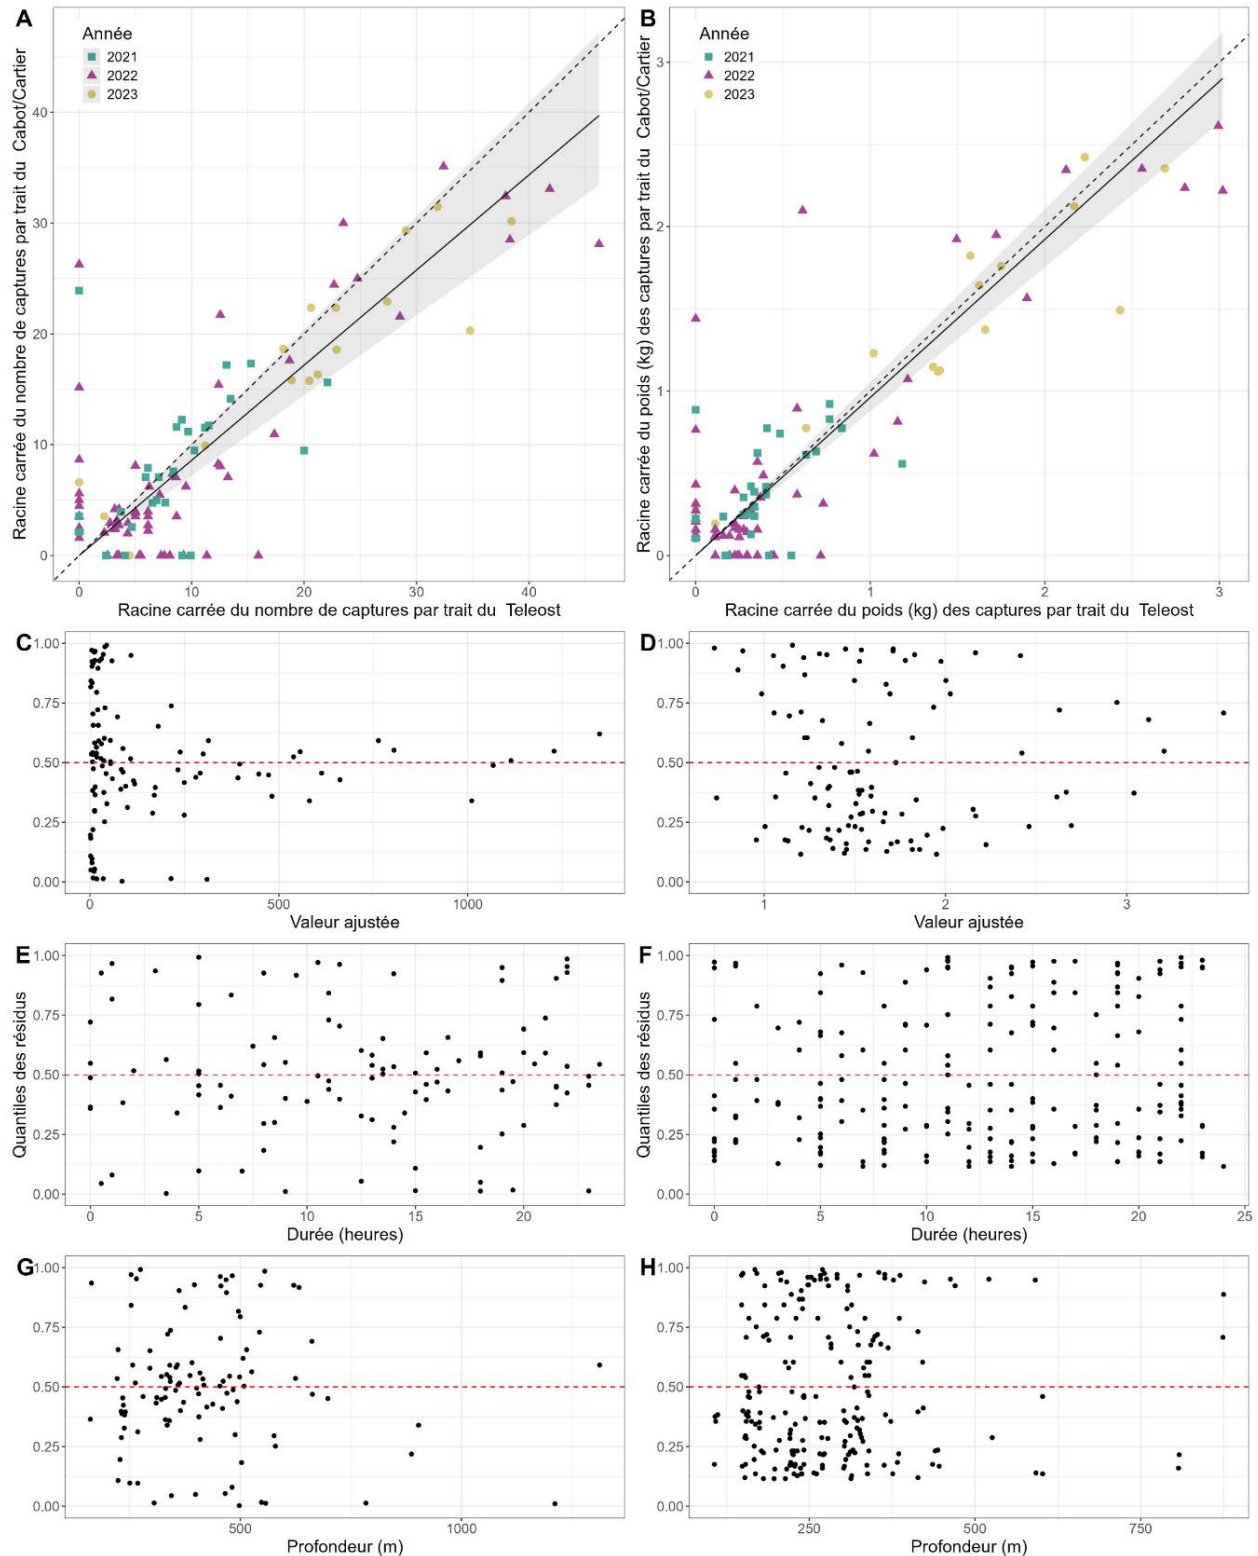 A
Année
2021
2022
2023
Racine carrée du nombre de captures par trait du Cabot/Cartier
40
30
20
10
0
0 10 20 30 40
Racine carrée du nombre de captures par trait du Teleost
B
Année
2021
2022
2023
Racine carrée du poids (kg) des captures par trait du Cabot/Cartier
3
2
1
0
0 1 2 3
Racine carrée du poids (kg) des captures par trait du Teleost
C
1.00
0.75
0.50
0.25
0.00
0 500 1000
Valeur ajustée
D
1.00
0.75
0.50
0.25
0.00
1 2 3
Valeur ajustée
E
Quantiles des résidus
1.00
0.75
0.50
0.25
0.00
0 5 10 15 20
Durée (heures)
F
Quantiles des résidus
1.00
0.75
0.50
0.25
0.00
0 5 10 15 20 25
Durée (heures)
G
1.00
0.75
0.50
0.25
0.00
500 1000
Profondeur (m)
H
1.00
0.75
0.50
0.25
0.00
250 500 750
Profondeur (m)